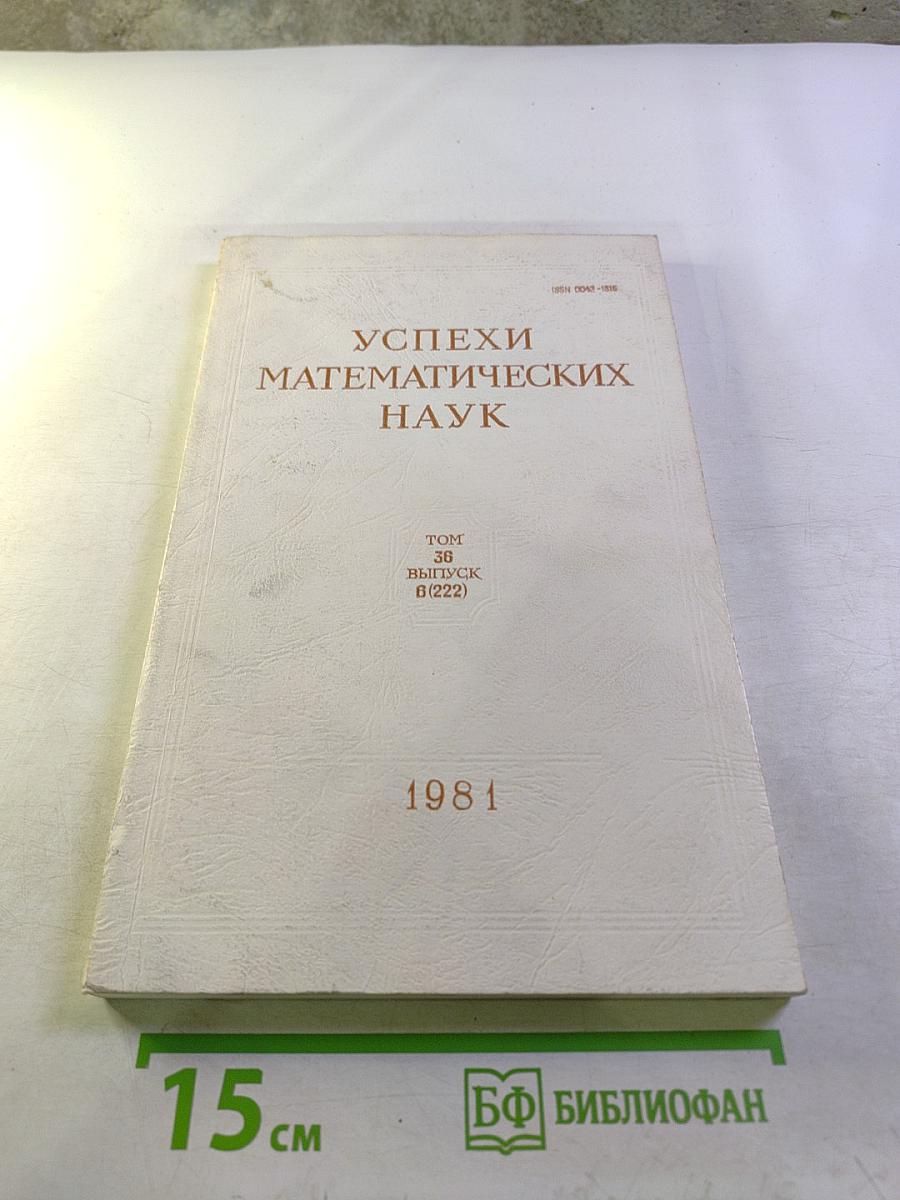 ISSN 0042-1316
УСПЕХИ
МАТЕМАТИЧЕСКИХ
НАУК
ТОМ
36
ВЫПУСК
6(222)
1981
15 см
БФ БИБЛИОФАН